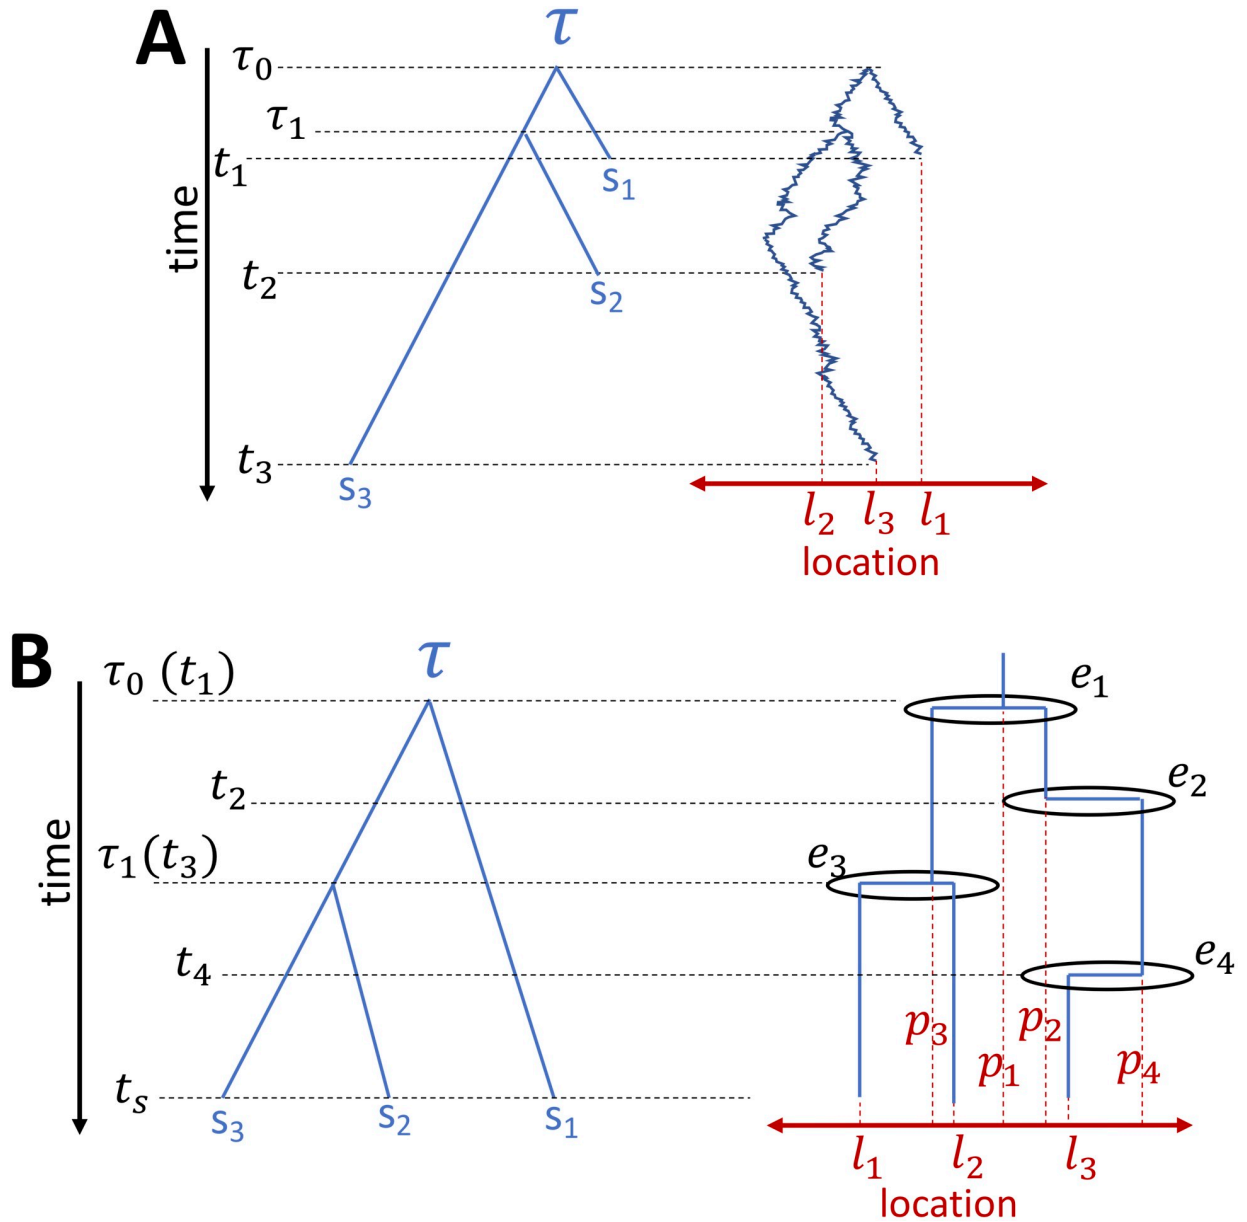 A
τ
τ₀
τ₁
t₁
s₁
time
t₂
s₂
t₃
s₃
l₂ l₃ l₁
location
B
τ
τ₀ (t₁)
e₁
t₂
e₂
time
τ₁(t₃)
e₃
t₄
e₄
p₃ p₂
p₁ p₄
tₛ
s₃ s₂ s₁
l₁ l₂ l₃
location